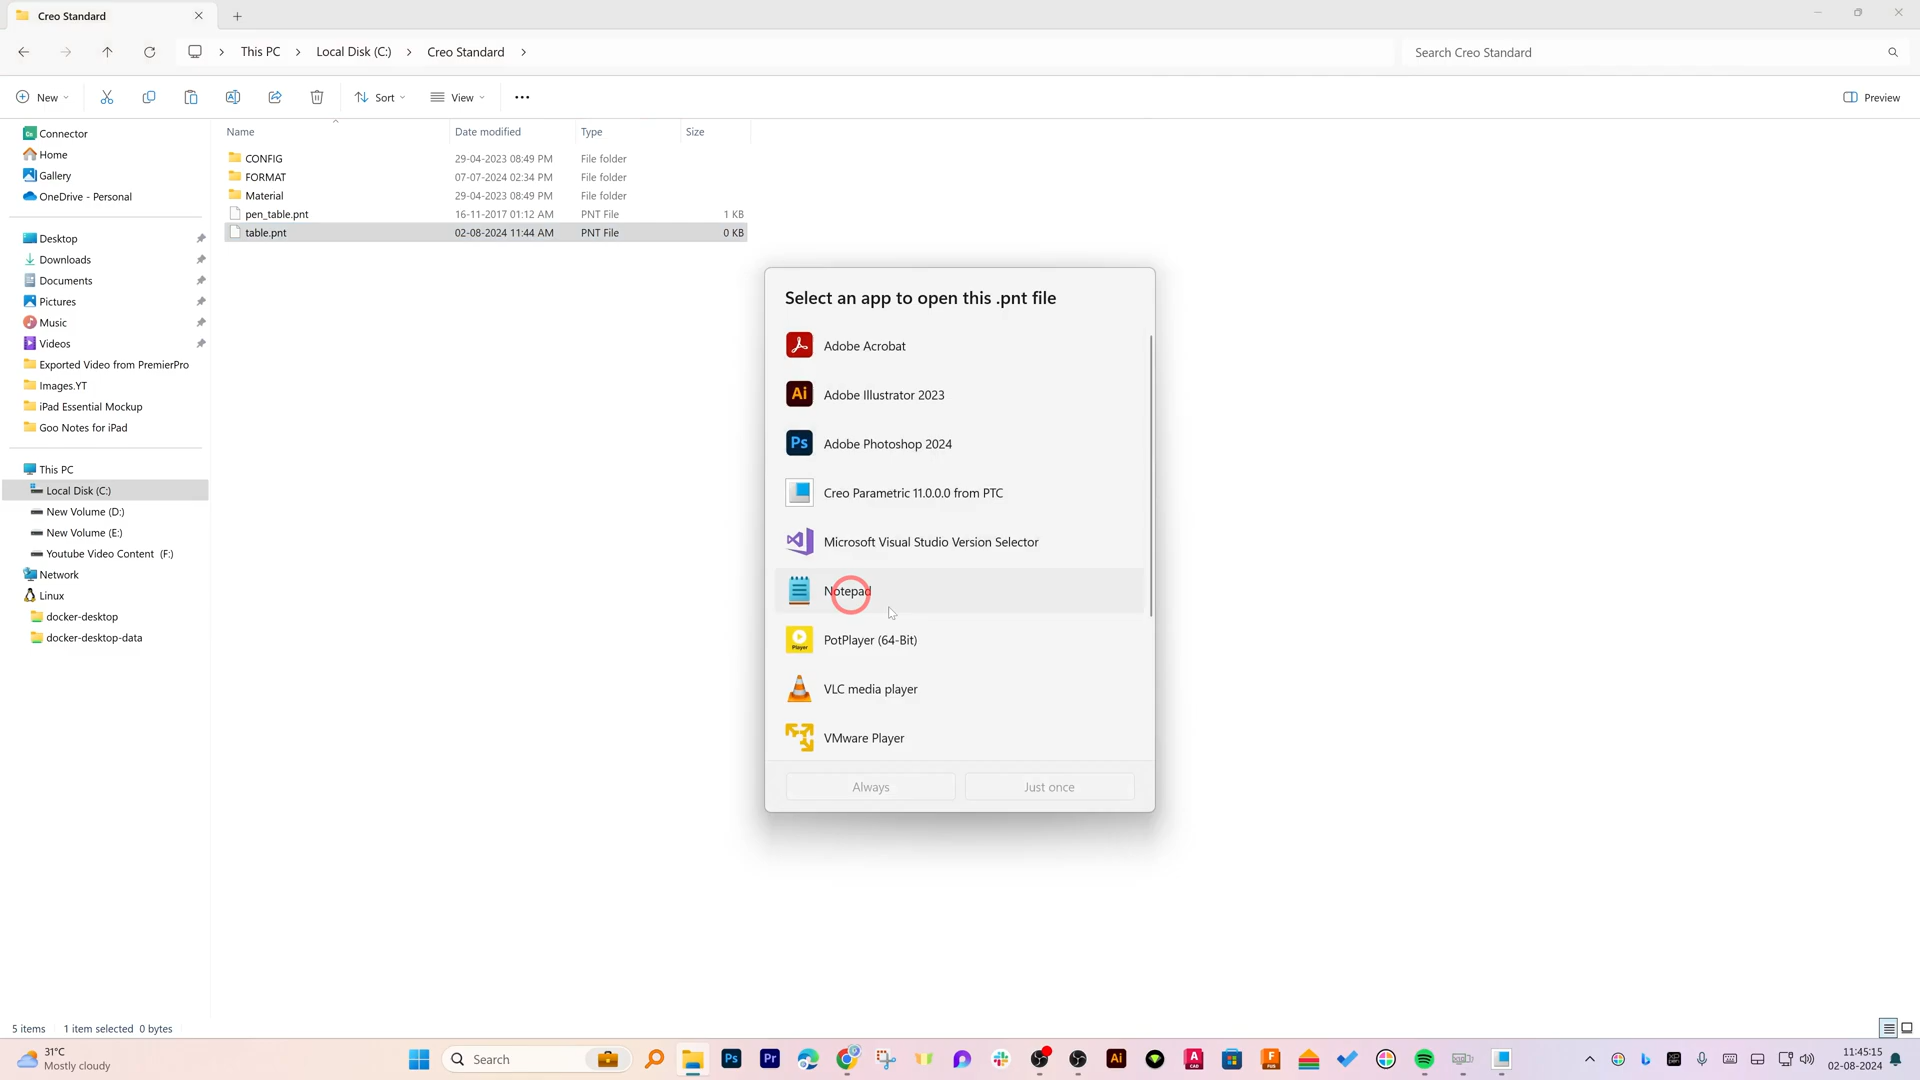 Creo Standard
This PC
Local Disk (C:)
Creo Standard
Search Creo Standard
New
Sort
View
Preview
Connector
Home
Gallery
OneDrive - Personal
Desktop
Downloads
Documents
Pictures
Music
Videos
Exported Video from PremierPro
Images.YT
iPad Essential Mockup
Goo Notes for iPad
This PC
Local Disk (C:)
New Volume (D:)
New Volume (E:)
Youtube Video Content (F:)
Network
Linux
docker-desktop
docker-desktop-data
Name Date modified Type Size
CONFIG 29-04-2023 08:49 PM File folder
FORMAT 07-07-2024 02:34 PM File folder
Material 29-04-2023 08:49 PM File folder
pen_table.pnt 16-11-2017 01:12 AM PNT File 1 KB
table.pnt 02-08-2024 11:44 AM PNT File 0 KB
Select an app to open this .pnt file
Adobe Acrobat
Ai Adobe Illustrator 2023
Ps Adobe Photoshop 2024
Creo Parametric 11.0.0.0 from PTC
Microsoft Visual Studio Version Selector
Notepad
Player PotPlayer (64-Bit)
VLC media player
VMware Player
Always
Just once
5 items 1 item selected 0 bytes
31°C
Mostly cloudy
Search
Ps
Pr
Ai
11:45:15
02-08-2024